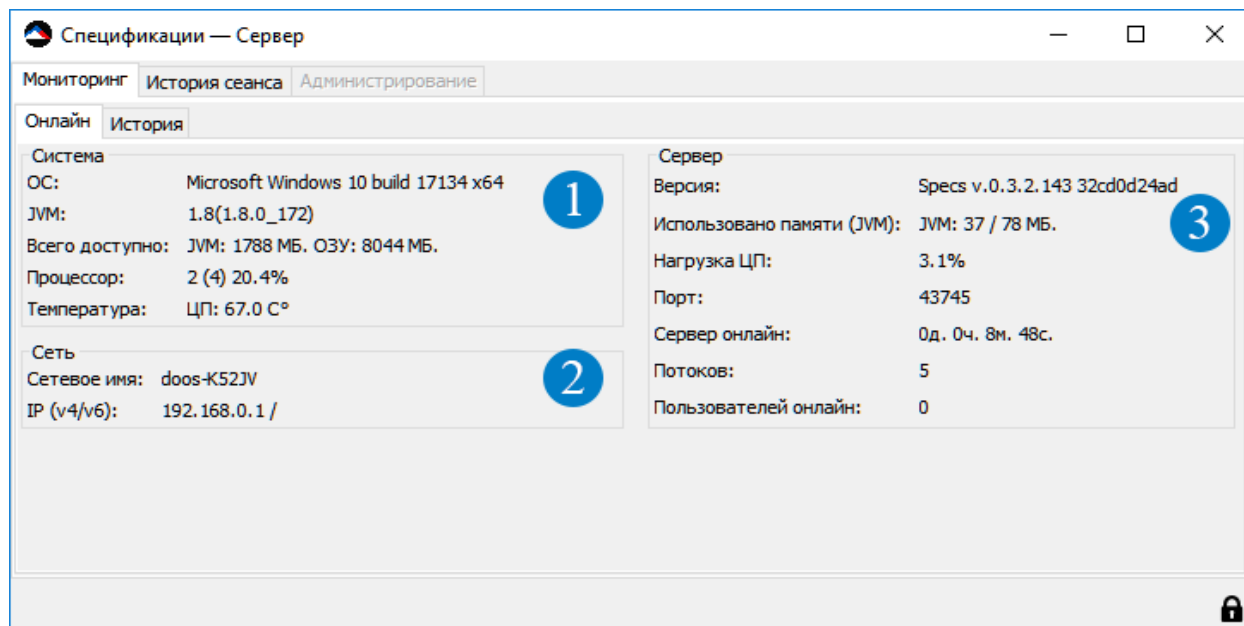 Спецификации — Сервер
Мониторинг История сеанса Администрирование
Онлайн История
Система
ОС: Microsoft Windows 10 build 17134 x64
JVM: 1.8(1.8.0_172)
Всего доступно: JVM: 1788 МБ. ОЗУ: 8044 МБ.
Процессор: 2 (4) 20.4%
Температура: ЦП: 67.0 C°
1
Сеть
Сетевое имя: doos-K52JV
IP (v4/v6): 192.168.0.1 /
2
Сервер
Версия: Specs v.0.3.2.143 32cd0d24ad
Использовано памяти (JVM): JVM: 37 / 78 МБ.
Нагрузка ЦП: 3.1%
Порт: 43745
Сервер онлайн: 0д. 0ч. 8м. 48с.
Потоков: 5
Пользователей онлайн: 0
3